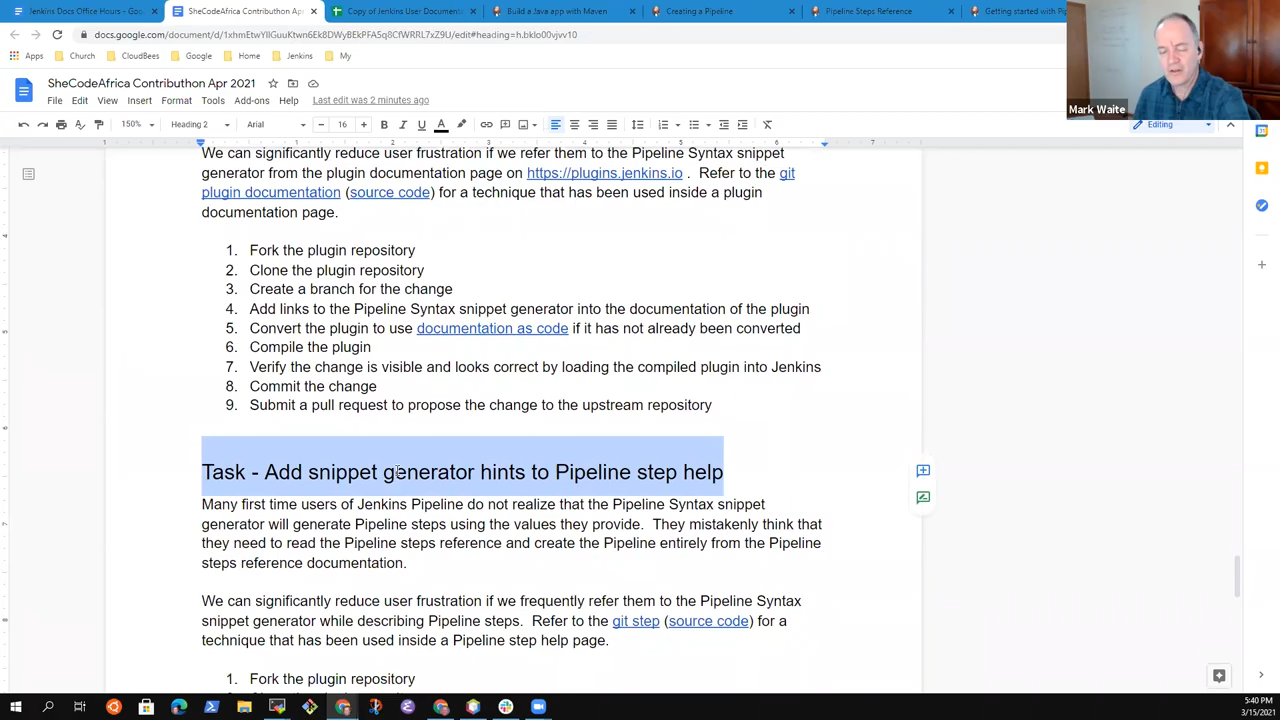 Jenkins Docs Office Hours - Goo
SheCodeAfrica Contributhon Ap
Copy of Jenkins User Document
Build a Java app with Maven
Creating a Pipeline
Pipeline Steps Reference
Getting started with Pi
docs.google.com/document/d/1xhmEtwYllGuuKtwn6Ek8DWyBEkPFA5q8CfWRRL7xZ9U/edit#heading=h.bklo00vjvv10
Apps
Church
CloudBees
Google
Home
Jenkins
My
Mark Waite
SheCodeAfrica Contributhon Apr 2021
File Edit View Insert Format Tools Add-ons Help Last edit was 2 minutes ago
150% Heading 2 Arial 16 Editing
1 1 2 3 4 5 6 7
We can significantly reduce user frustration if we refer them to the Pipeline Syntax snippet
generator from the plugin documentation page on https://plugins.jenkins.io . Refer to the git
plugin documentation (source code) for a technique that has been used inside a plugin
documentation page.
1. Fork the plugin repository
2. Clone the plugin repository
3. Create a branch for the change
4. Add links to the Pipeline Syntax snippet generator into the documentation of the plugin
5. Convert the plugin to use documentation as code if it has not already been converted
6. Compile the plugin
7. Verify the change is visible and looks correct by loading the compiled plugin into Jenkins
8. Commit the change
9. Submit a pull request to propose the change to the upstream repository
Task - Add snippet generator hints to Pipeline step help
Many first time users of Jenkins Pipeline do not realize that the Pipeline Syntax snippet
generator will generate Pipeline steps using the values they provide. They mistakenly think that
they need to read the Pipeline steps reference and create the Pipeline entirely from the Pipeline
steps reference documentation.
We can significantly reduce user frustration if we frequently refer them to the Pipeline Syntax
snippet generator while describing Pipeline steps. Refer to the git step (source code) for a
technique that has been used inside a Pipeline step help page.
1. Fork the plugin repository
5:40 PM
3/15/2021